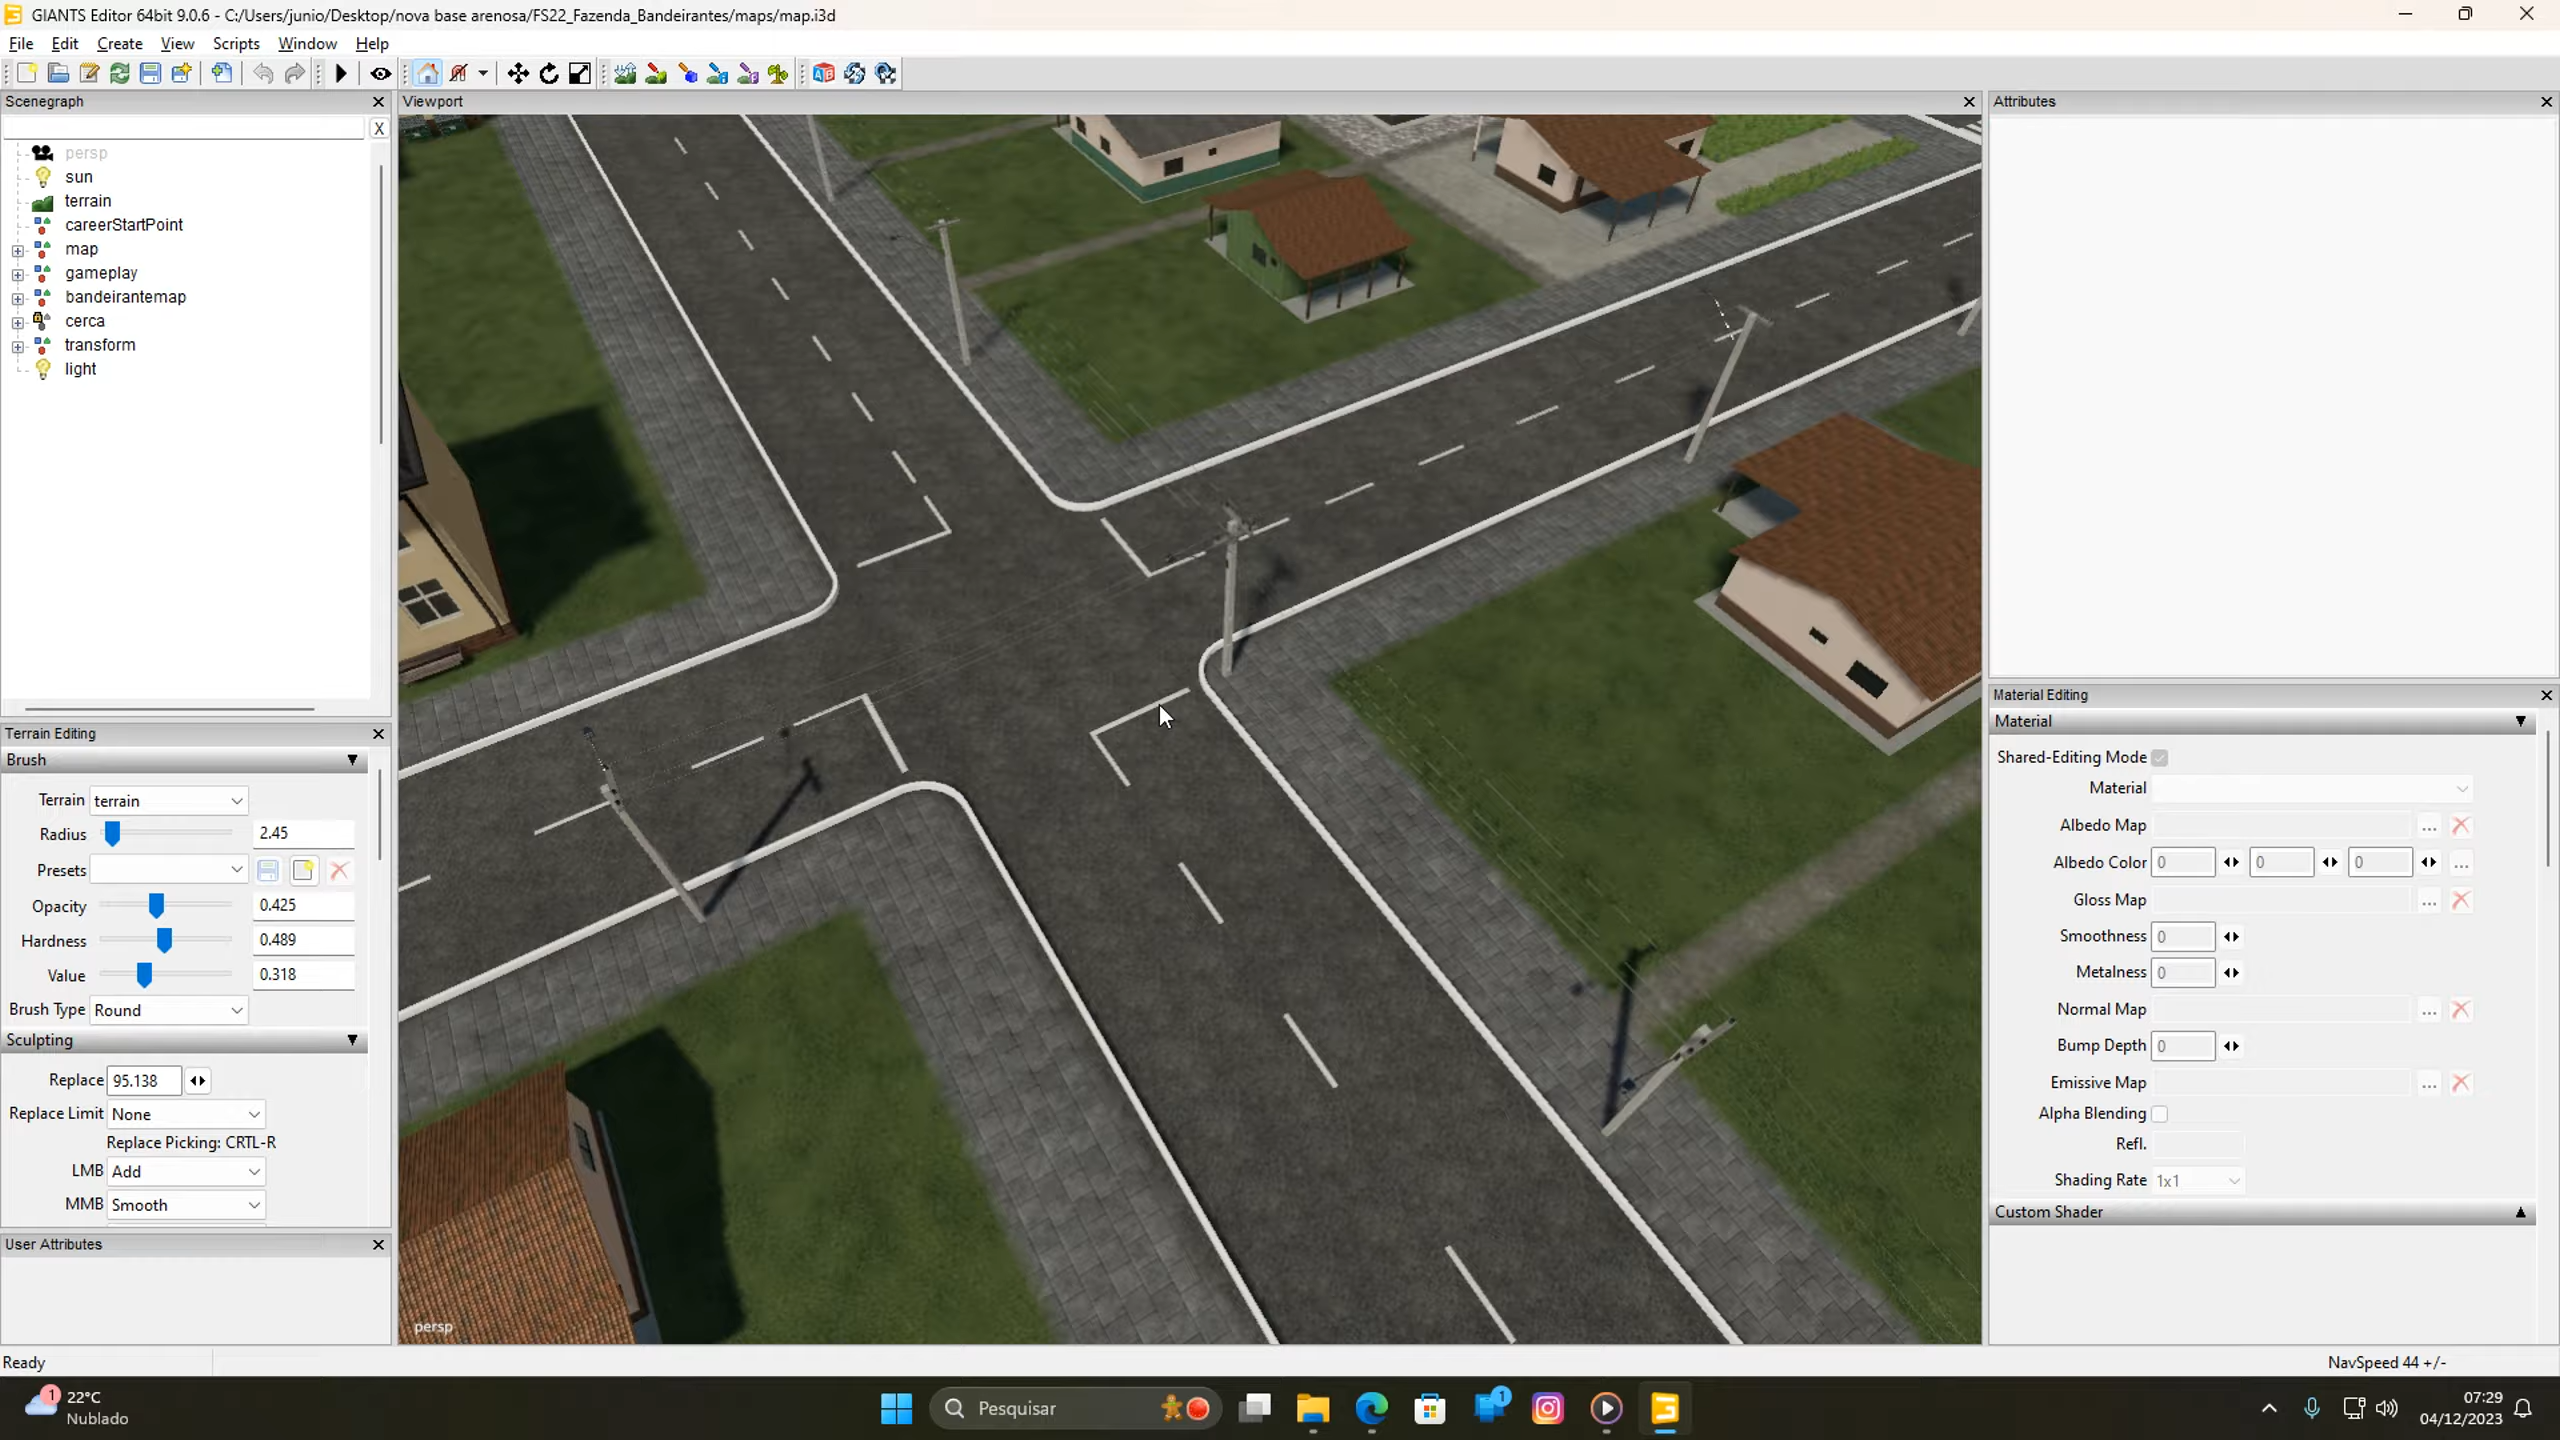 GIANTS Editor 64bit 9.0.6 - C:/Users/junio/Desktop/nova base arenosa/FS22_Fazenda_Bandeirantes/maps/map.i3d
File Edit Create View Scripts Window Help
Scenegraph
X
persp
sun
terrain
careerStartPoint
map
gameplay
bandeirantemap
cerca
transform
light
Terrain Editing
Brush
Terrain terrain
Radius 2.45
Presets
Opacity 0.425
Hardness 0.489
Value 0.318
Brush Type Round
Sculpting
Replace 95.138
Replace Limit None
Replace Picking: CRTL-R
LMB Add
MMB Smooth
User Attributes
Viewport
persp
Attributes
Material Editing
Material
Shared-Editing Mode
Material
Albedo Map ...
Albedo Color 0 0 0 ...
Gloss Map ...
Smoothness 0
Metalness 0
Normal Map ...
Bump Depth 0
Emissive Map ...
Alpha Blending
Refl.
Shading Rate 1x1
Custom Shader
Ready
NavSpeed 44 +/-
1
22°C
Nublado
Pesquisar
1
07:29
04/12/2023